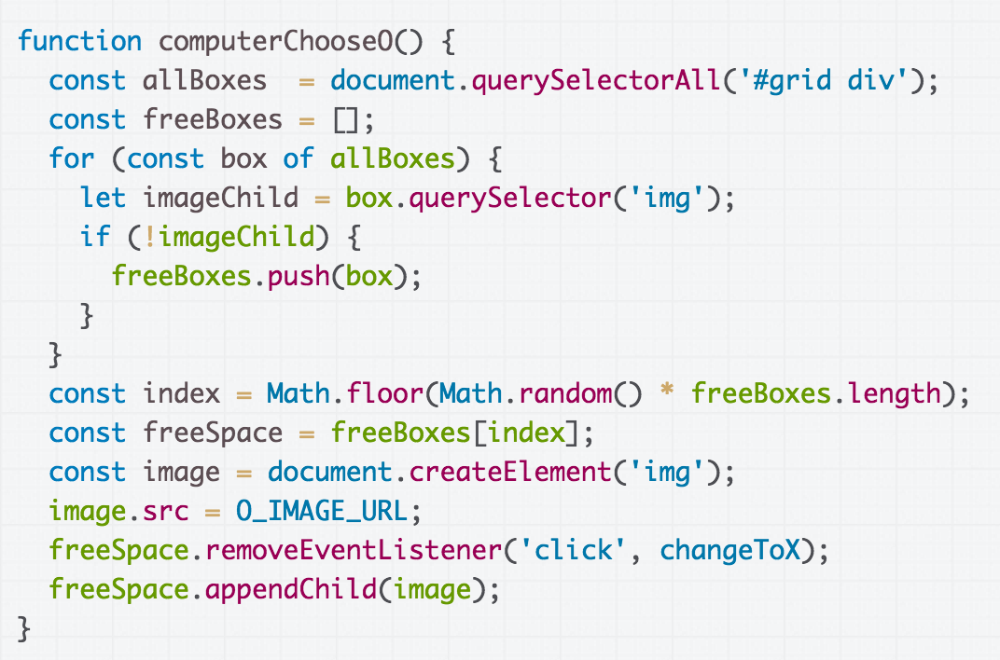 function computerChooseO() {
  const allBoxes  = document.querySelectorAll('#grid div');
  const freeBoxes = [];
  for (const box of allBoxes) {
    let imageChild = box.querySelector('img');
    if (!imageChild) {
      freeBoxes.push(box);
    }
  }
  const index = Math.floor(Math.random() * freeBoxes.length);
  const freeSpace = freeBoxes[index];
  const image = document.createElement('img');
  image.src = O_IMAGE_URL;
  freeSpace.removeEventListener('click', changeToX);
  freeSpace.appendChild(image);
}